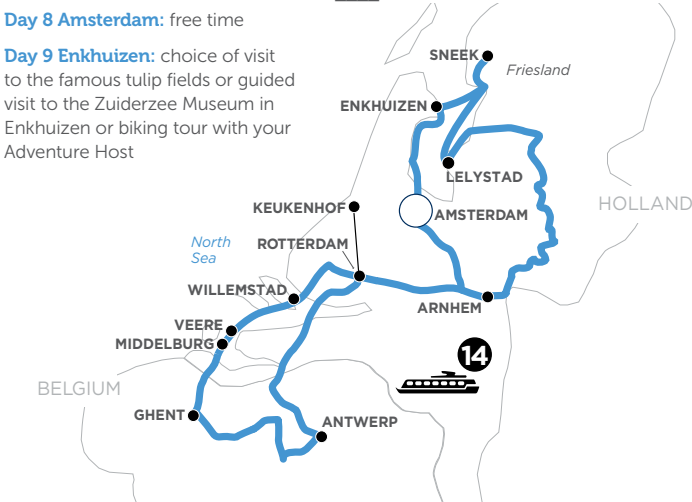 Day 8 Amsterdam: free time
Day 9 Enkhuizen: choice of visit
to the famous tulip fields or guided
visit to the Zuiderzee Museum in
Enkhuizen or biking tour with your
Adventure Host
SNEEK
Friesland
ENKHUIZEN
LELYSTAD
KEUKENHOF
AMSTERDAM
HOLLAND
North
Sea
ROTTERDAM
WILLEMSTAD
ARNHEM
VEERE
MIDDELBURG
14
BELGIUM
GHENT
ANTWERP